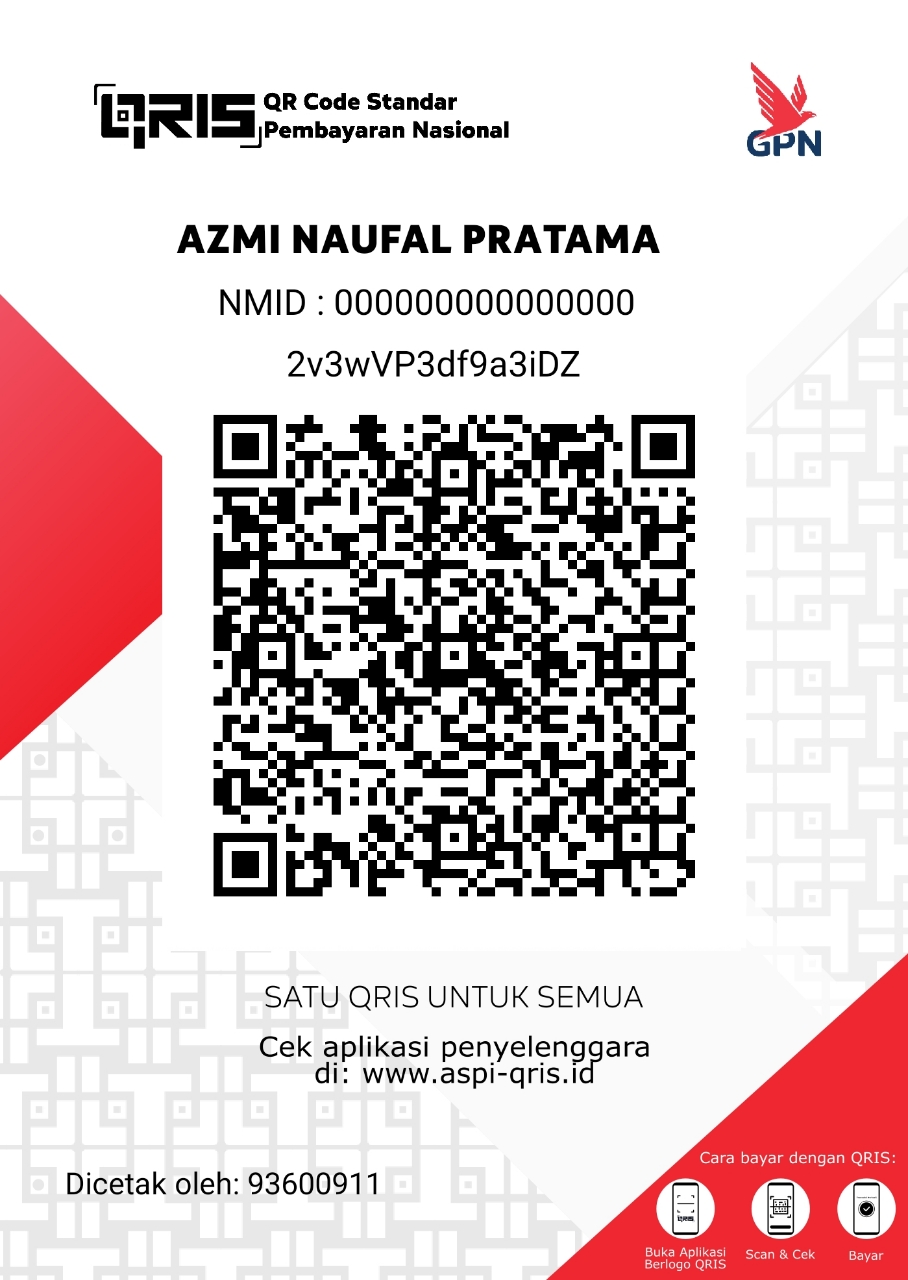 QRIS QR Code Standar
Pembayaran Nasional
GPN
AZMI NAUFAL PRATAMA
NMID : 000000000000000
2v3wVP3df9a3iDZ
SATU QRIS UNTUK SEMUA
Cek aplikasi penyelenggara
di: www.aspi-qris.id
Dicetak oleh: 93600911
Cara bayar dengan QRIS:
Buka Aplikasi
Berlogo QRIS
Scan & Cek
Bayar